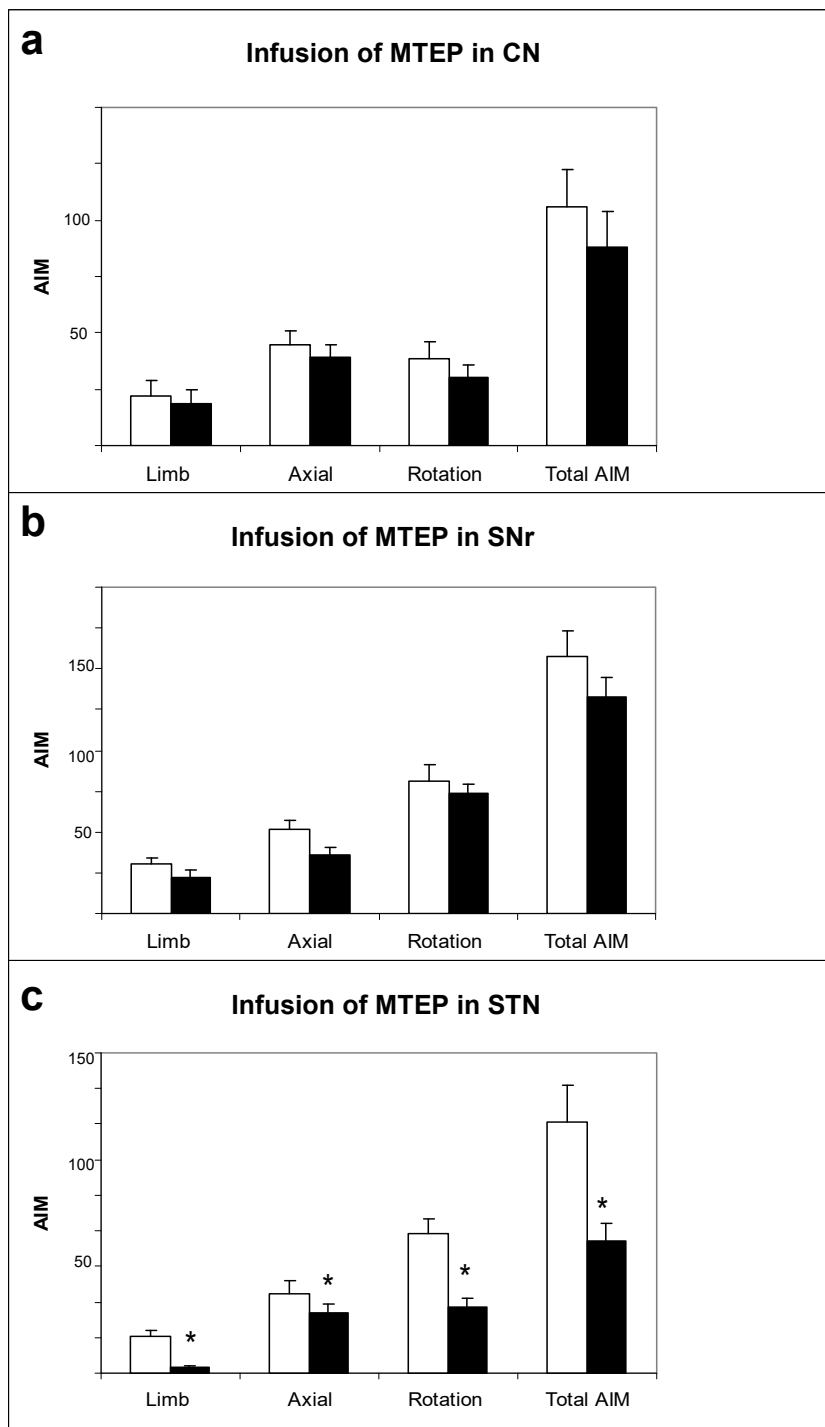 a
Infusion of MTEP in CN
100
AIM
50
Limb Axial Rotation Total AIM
b
Infusion of MTEP in SNr
150
100
AIM
50
Limb Axial Rotation Total AIM
c
Infusion of MTEP in STN
150
100
AIM
*
50
*
*
*
Limb Axial Rotation Total AIM